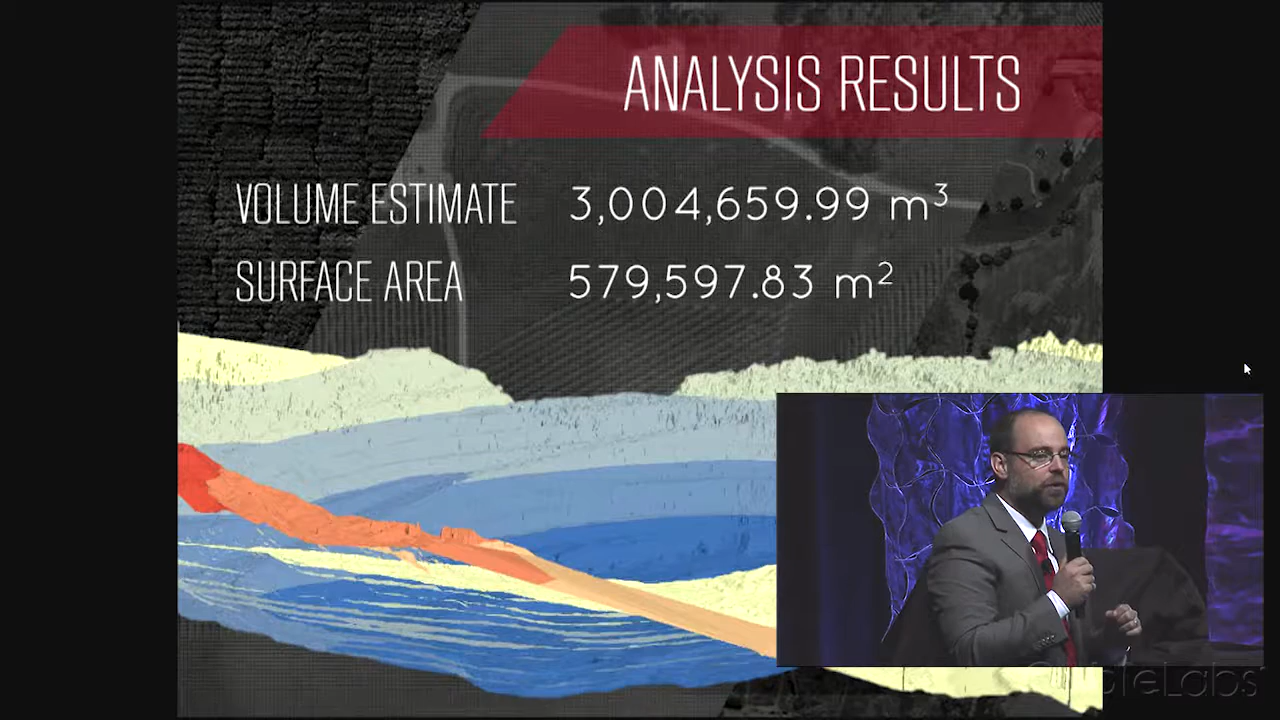 ANALYSIS RESULTS
VOLUME ESTIMATE 3,004,659.99 m³
SURFACE AREA 579,597.83 m²